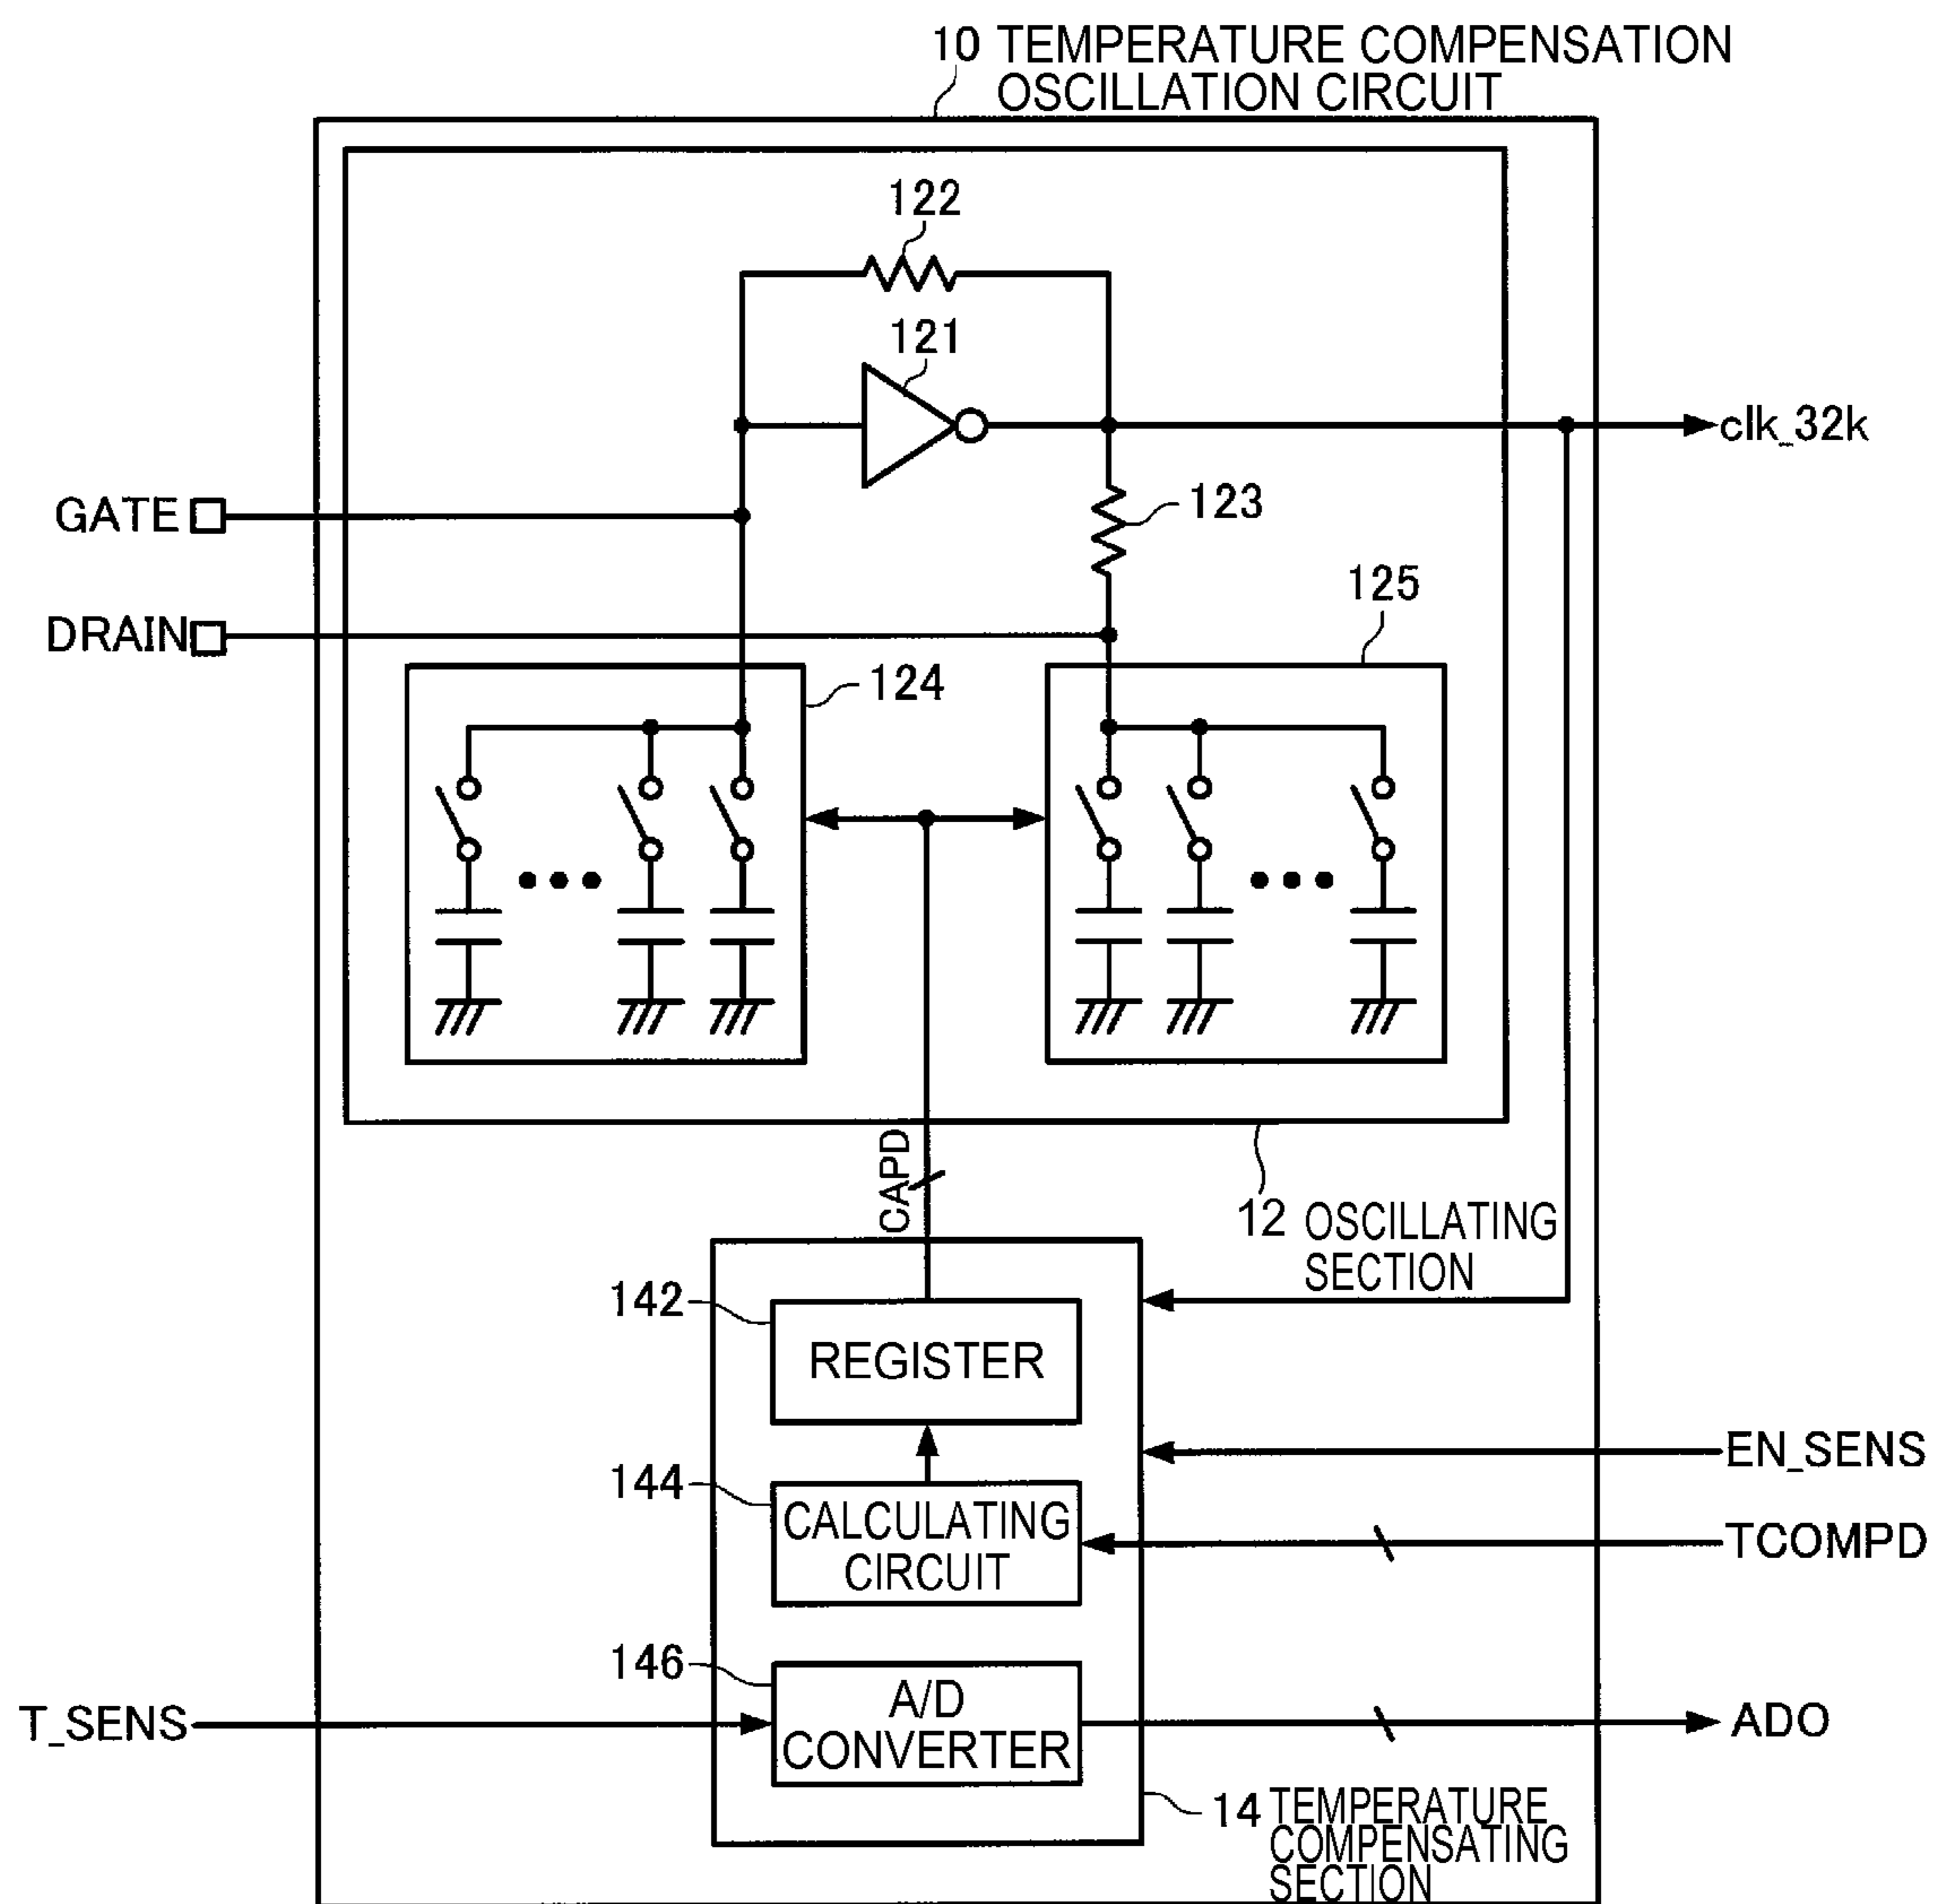 10 TEMPERATURE COMPENSATION
OSCILLATION CIRCUIT
122
121
clk_32k
GATE
123
DRAIN
125
124
CAPD
12 OSCILLATING
SECTION
142
REGISTER
EN_SENS
144
CALCULATING
CIRCUIT
TCOMPD
146
A/D
CONVERTER
T_SENS
ADO
14 TEMPERATURE
COMPENSATING
SECTION